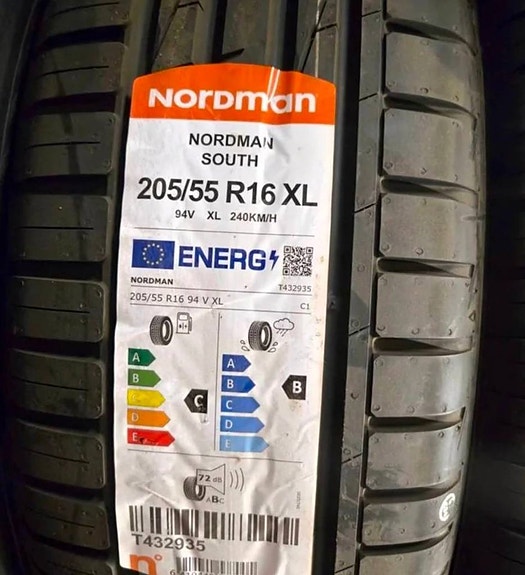 NORDMAN
NORDMAN
SOUTH
205/55 R16 XL
94V XL 240KM/H
ENERG
NORDMAN T432935
205/55 R16 94 V XL C1
A A
B B B
C C
D D
E E
72 dB
ABC
T432935
n